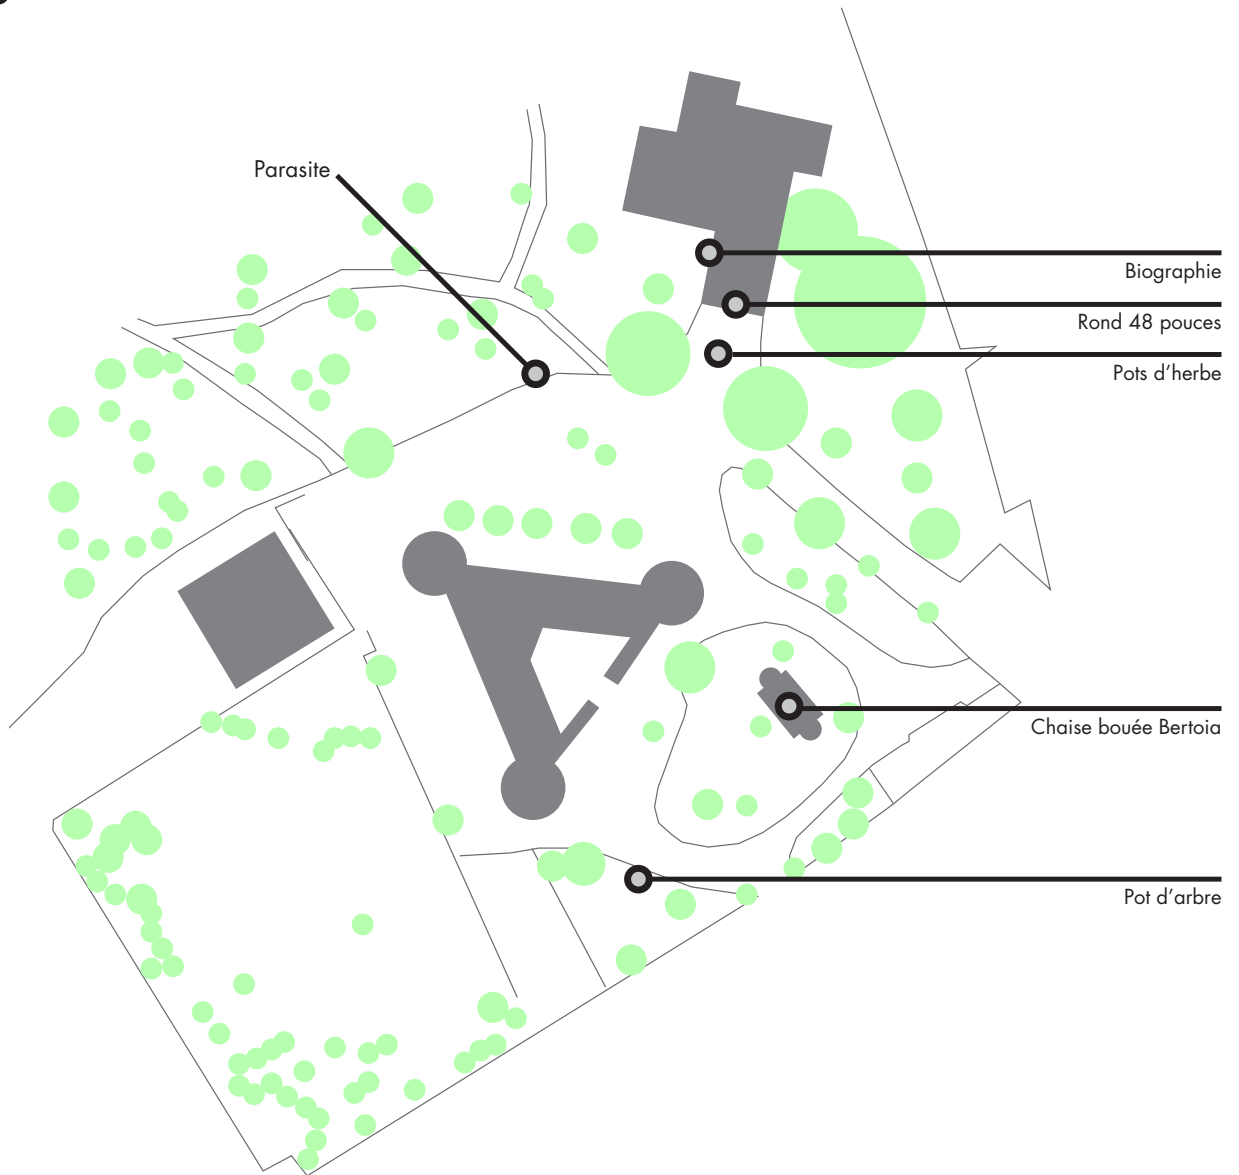 Parasite
Biographie
Rond 48 pouces
Pots d’herbe
Chaise bouée Bertoia
Pot d’arbre